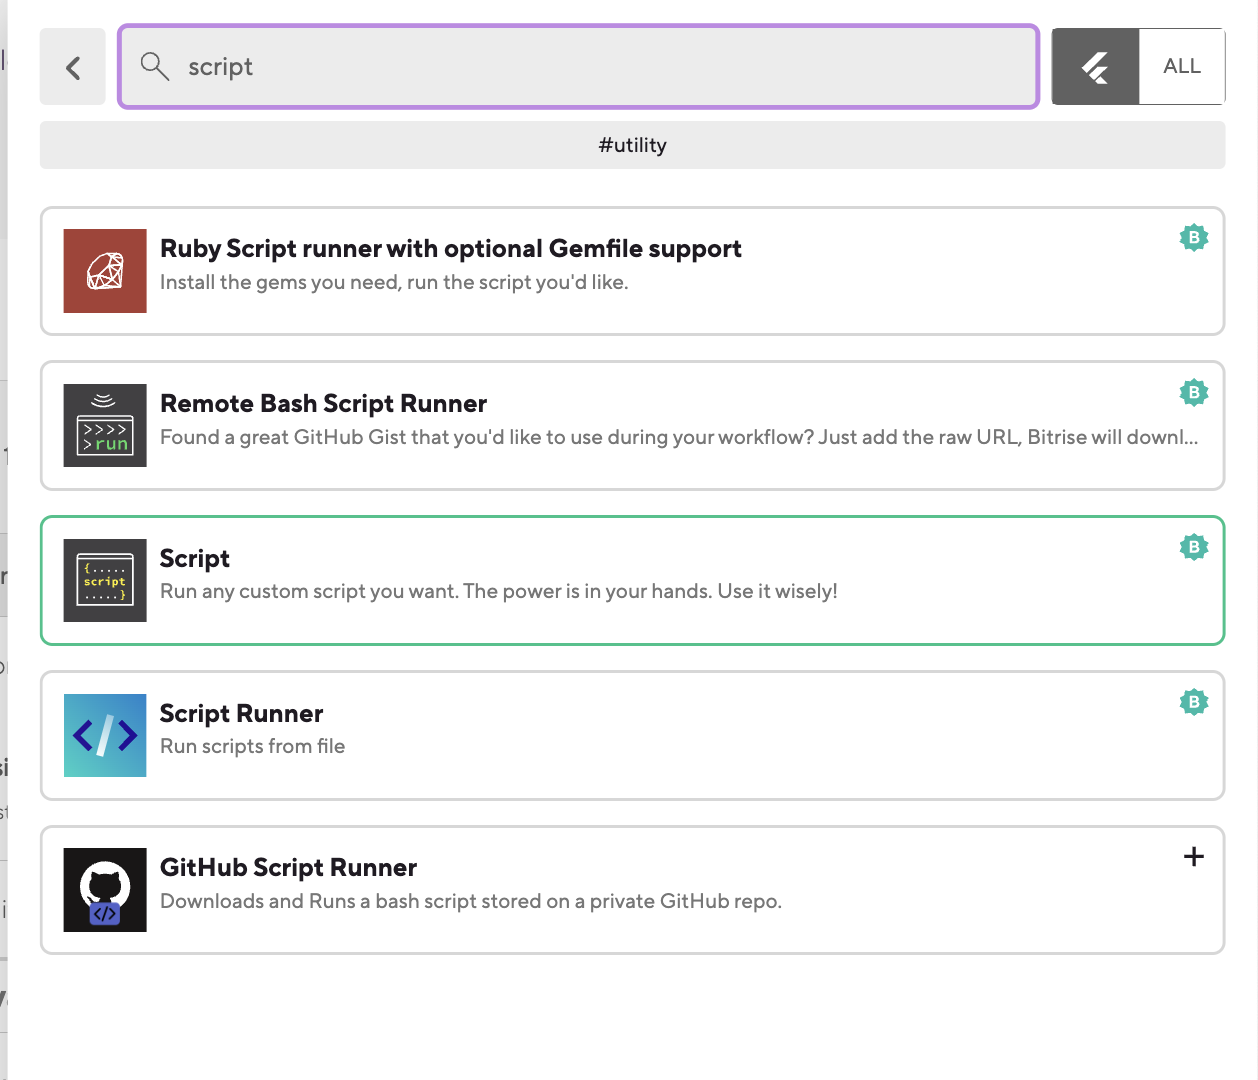 script
ALL
#utility
Ruby Script runner with optional Gemfile support
B
Install the gems you need, run the script you'd like.
Remote Bash Script Runner
B
>>>>
>run
Found a great GitHub Gist that you'd like to use during your workflow? Just add the raw URL, Bitrise will downl...
Script
B
{.....
script
.....}
Run any custom script you want. The power is in your hands. Use it wisely!
Script Runner
B
</>
Run scripts from file
GitHub Script Runner
+
</>
Downloads and Runs a bash script stored on a private GitHub repo.